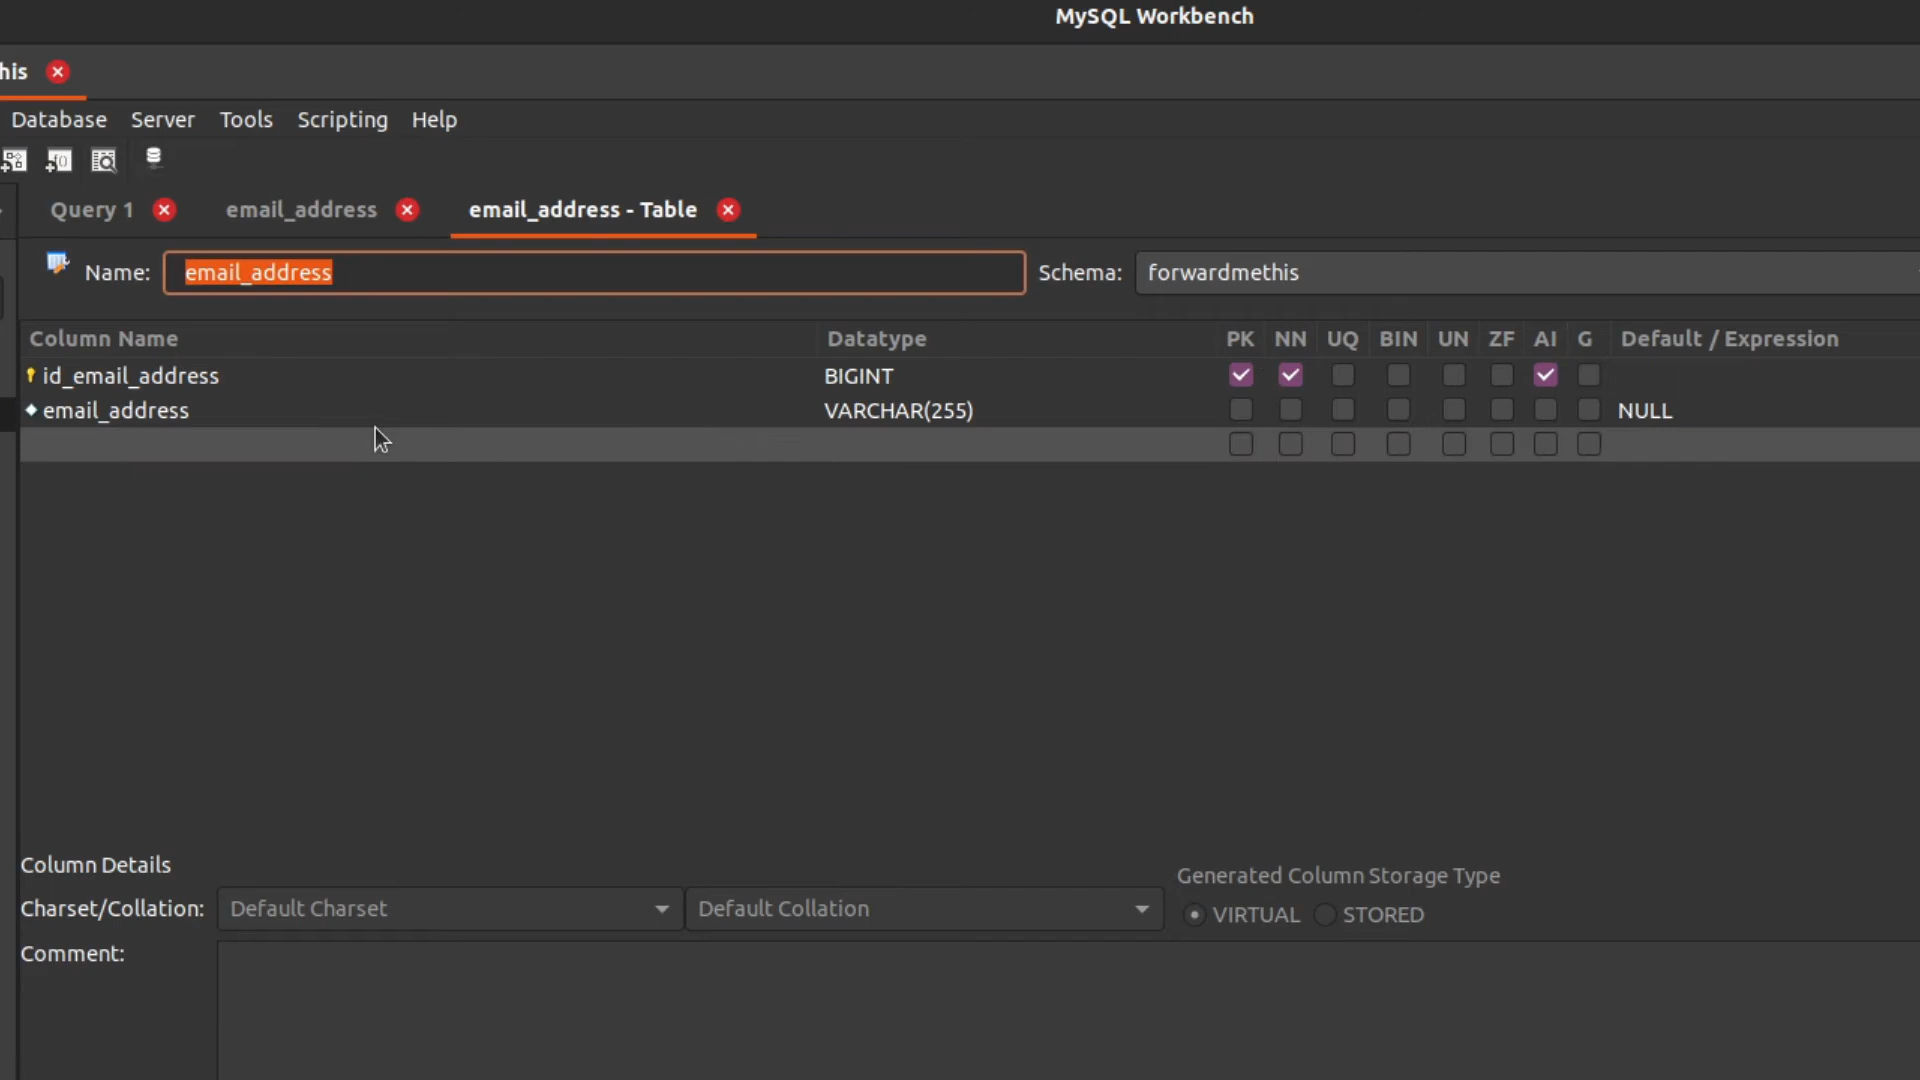 MySQL Workbench
his
Database Server Tools Scripting Help
Query 1 email_address email_address - Table
Name: email_address Schema: forwardmethis
Column Name Datatype PK NN UQ BIN UN ZF AI G Default / Expression
id_email_address BIGINT
email_address VARCHAR(255) NULL
Column Details
Generated Column Storage Type
Charset/Collation: Default Charset Default Collation VIRTUAL STORED
Comment: